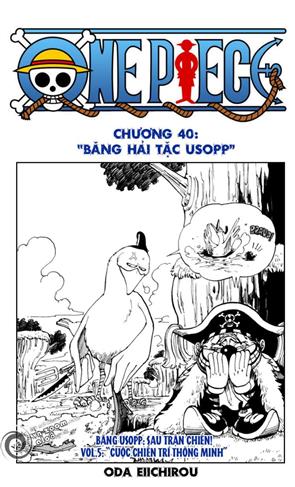 ONE PIECE
CHƯƠNG 40:
"BĂNG HẢI TẶC USOPP"
BĂNG USOPP: SAU TRẬN CHIẾN!
VOL.5: "CUỘC CHIẾN TRÍ THÔNG MINH"
ODA EIICHIROU